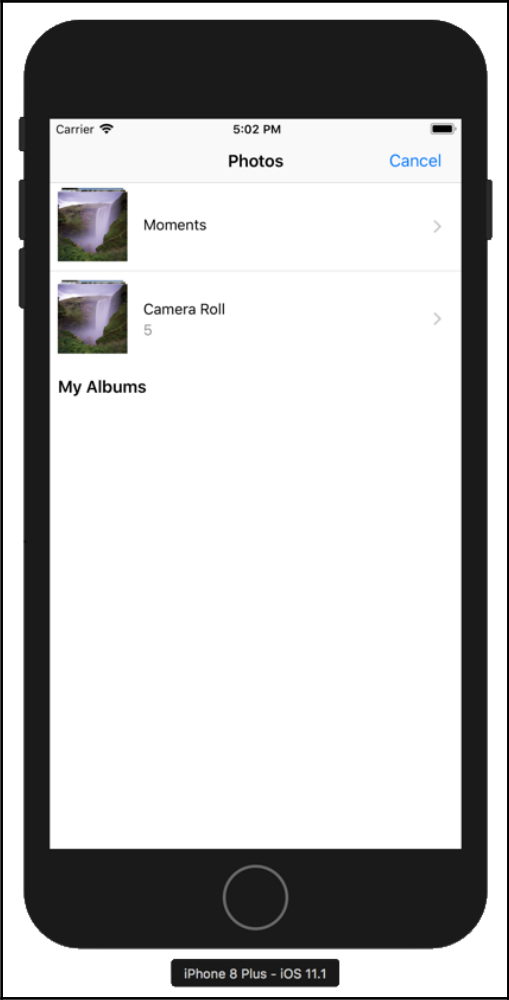 Carrier 5:02 PM
Photos Cancel
Moments
Camera Roll
5
My Albums
iPhone 8 Plus - iOS 11.1